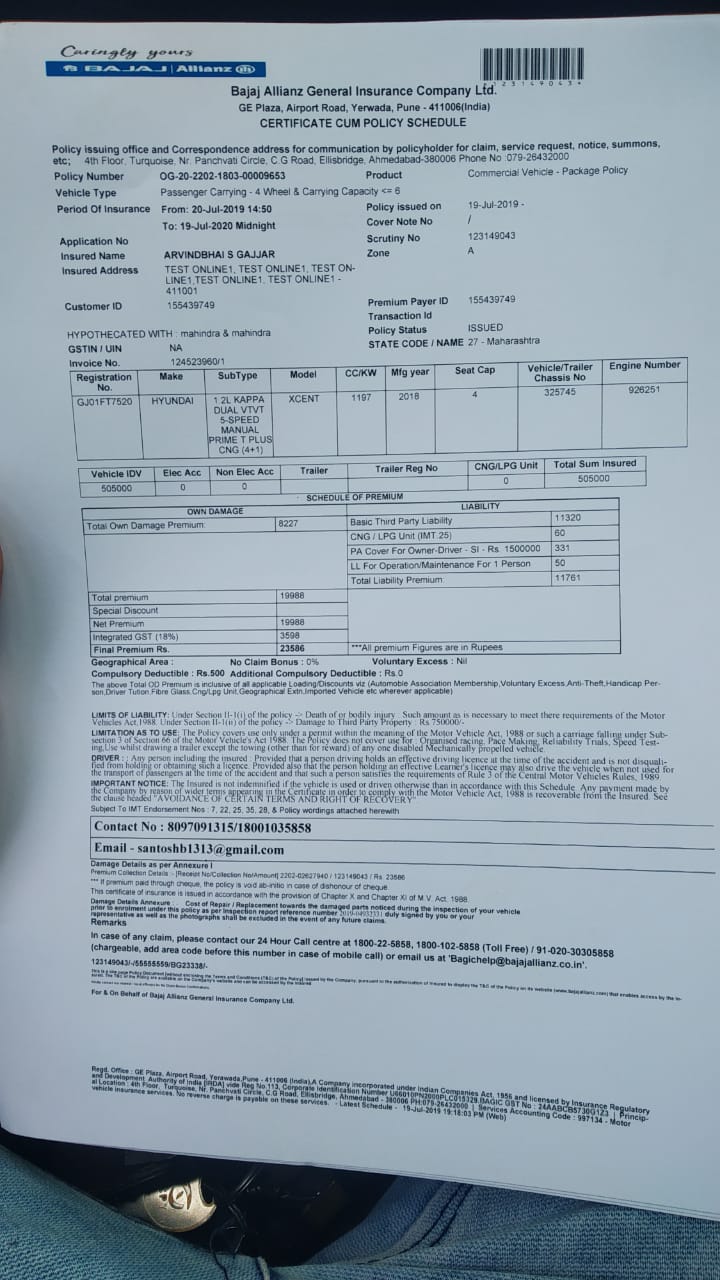 Caringly yours
BAJAJ | Allianz
123149043
Bajaj Allianz General Insurance Company Ltd.
GE Plaza, Airport Road, Yerwada, Pune - 411006(India)
CERTIFICATE CUM POLICY SCHEDULE
Policy issuing office and Correspondence address for communication by policyholder for claim, service request, notice, summons,
etc; 4th Floor, Turquoise, Nr. Panchvati Circle, C.G Road, Ellisbridge, Ahmedabad-380006 Phone No :079-26432000
Policy Number OG-20-2202-1803-00009653 Product Commercial Vehicle - Package Policy
Vehicle Type Passenger Carrying - 4 Wheel & Carrying Capacity <= 6
Period Of Insurance From: 20-Jul-2019 14:50 Policy issued on 19-Jul-2019 -
To: 19-Jul-2020 Midnight Cover Note No /
Application No Scrutiny No 123149043
Insured Name ARVINDBHAI S GAJJAR Zone A
Insured Address TEST ONLINE1, TEST ONLINE1, TEST ON-
LINE1,TEST ONLINE1, TEST ONLINE1 -
411001
Customer ID 155439749 Premium Payer ID 155439749
Transaction Id
HYPOTHECATED WITH : mahindra & mahindra Policy Status ISSUED
GSTIN / UIN NA STATE CODE / NAME 27 - Maharashtra
Invoice No. 124523960/1
Registration No. Make SubType Model CC/KW Mfg year Seat Cap Vehicle/Trailer Chassis No Engine Number
GJ01FT7520 HYUNDAI 1.2L KAPPA DUAL VTVT 5-SPEED MANUAL PRIME T PLUS CNG (4+1) XCENT 1197 2018 4 325745 926251
Vehicle IDV Elec Acc Non Elec Acc Trailer Trailer Reg No CNG/LPG Unit Total Sum Insured
505000 0 0 0 505000
SCHEDULE OF PREMIUM
OWN DAMAGE LIABILITY
Total Own Damage Premium: 8227 Basic Third Party Liability 11320
CNG / LPG Unit (IMT.25) 60
PA Cover For Owner-Driver - SI - Rs. 1500000 331
LL For Operation/Maintenance For 1 Person 50
Total Liability Premium: 11761
Total premium 19988
Special Discount
Net Premium 19988
Integrated GST (18%) 3598
Final Premium Rs. 23586 ***All premium Figures are in Rupees
Geographical Area : No Claim Bonus : 0% Voluntary Excess : Nil
Compulsory Deductible : Rs.500 Additional Compulsory Deductible : Rs.0
The above Total OD Premium is inclusive of all applicable Loading/Discounts viz (Automobile Association Membership,Voluntary Excess,Anti-Theft,Handicap Per-
son,Driver Tution,Fibre Glass,Cng/Lpg Unit,Geographical Extn,Imported Vehicle etc wherever applicable)
LIMITS OF LIABILITY: Under Section II-1(i) of the policy -> Death of or bodily injury : Such amount as is necessary to meet there requirements of the Motor
Vehicles Act,1988. Under Section II-1(ii) of the policy -> Damage to Third Party Property : Rs 750000/-
LIMITATION AS TO USE: The Policy covers use only under a permit within the meaning of the Motor Vehicle Act, 1988 or such a carriage falling under Sub-
section 3 of Section 66 of the Motor Vehicle's Act 1988. The Policy does not cover use for : Organised racing, Pace Making, Reliability Trials, Speed Test-
ing,Use whilst drawing a trailer except the towing (other than for reward) of any one disabled Mechanically propelled vehicle.
DRIVER : : Any person including the insured : Provided that a person driving holds an effective driving licence at the time of the accident and is not disquali-
fied from holding or obtaining such a licence. Provided also that the person holding an effective Learner's licence may also drive the vehicle when not used for
the transport of passengers at the time of the accident and that such a person satisfies the requirements of Rule 3 of the Central Motor Vehicles Rules, 1989
IMPORTANT NOTICE: The Insured is not indemnified if the vehicle is used or driven otherwise than in accordance with this Schedule. Any payment made by
the Company by reason of wider terms appearing in the Certificate in order to comply with the Motor Vehicle Act, 1988 is recoverable from the Insured. See
the clause headed "AVOIDANCE OF CERTAIN TERMS AND RIGHT OF RECOVERY"
Subject To IMT Endorsement Nos : 7, 22, 25, 35, 28, & Policy wordings attached herewith
Contact No : 8097091315/18001035858
Email - santoshb1313@gmail.com
Damage Details as per Annexure I
Premium Collection Details :- [Receipt No/Collection No/Amount] 2202-02627940 / 123149043 / Rs. 23586
*** If premium paid through cheque, the policy is void ab-initio in case of dishonour of cheque.
This certificate of insurance is issued in accordance with the provision of Chapter X and Chapter XI of M.V. Act, 1988.
Damage Details Annexure : . Cost of Repair / Replacement towards the damaged parts noticed during the inspection of your vehicle
prior to enrolment under this policy as per Inspection report reference number duly signed by you or your
representative as well as the photographs shall be excluded in the event of any future claims.
Remarks
In case of any claim, please contact our 24 Hour Call centre at 1800-22-5858, 1800-102-5858 (Toll Free) / 91-020-30305858
(chargeable, add area code before this number in case of mobile call) or email us at 'Bagichelp@bajajallianz.co.in'.
123149043/-/55555559/BG23338/-
For & On Behalf of Bajaj Allianz General Insurance Company Ltd.
Regd. Office : GE Plaza, Airport Road, Yerawada,Pune - 411006 (India),A Company incorporated under Indian Companies Act, 1956 and licensed by Insurance Regulatory
and Development Authority of India [IRDA] vide Reg No.113, Corporate Identification Number U66010PN2000PLC015329,BAGIC GST No : 24AABCB5730G1Z3 | Princip-
al Location : 4th Floor, Turquoise, Nr. Panchvati Circle, C.G Road, Ellisbridge, Ahmedabad - 380006 PH:079-26432000 | Services Accounting Code : 997134 - Motor
vehicle insurance services. No reverse charge is payable on these services. - Latest Schedule - 19-Jul-2019 19:18:03 PM (Web)